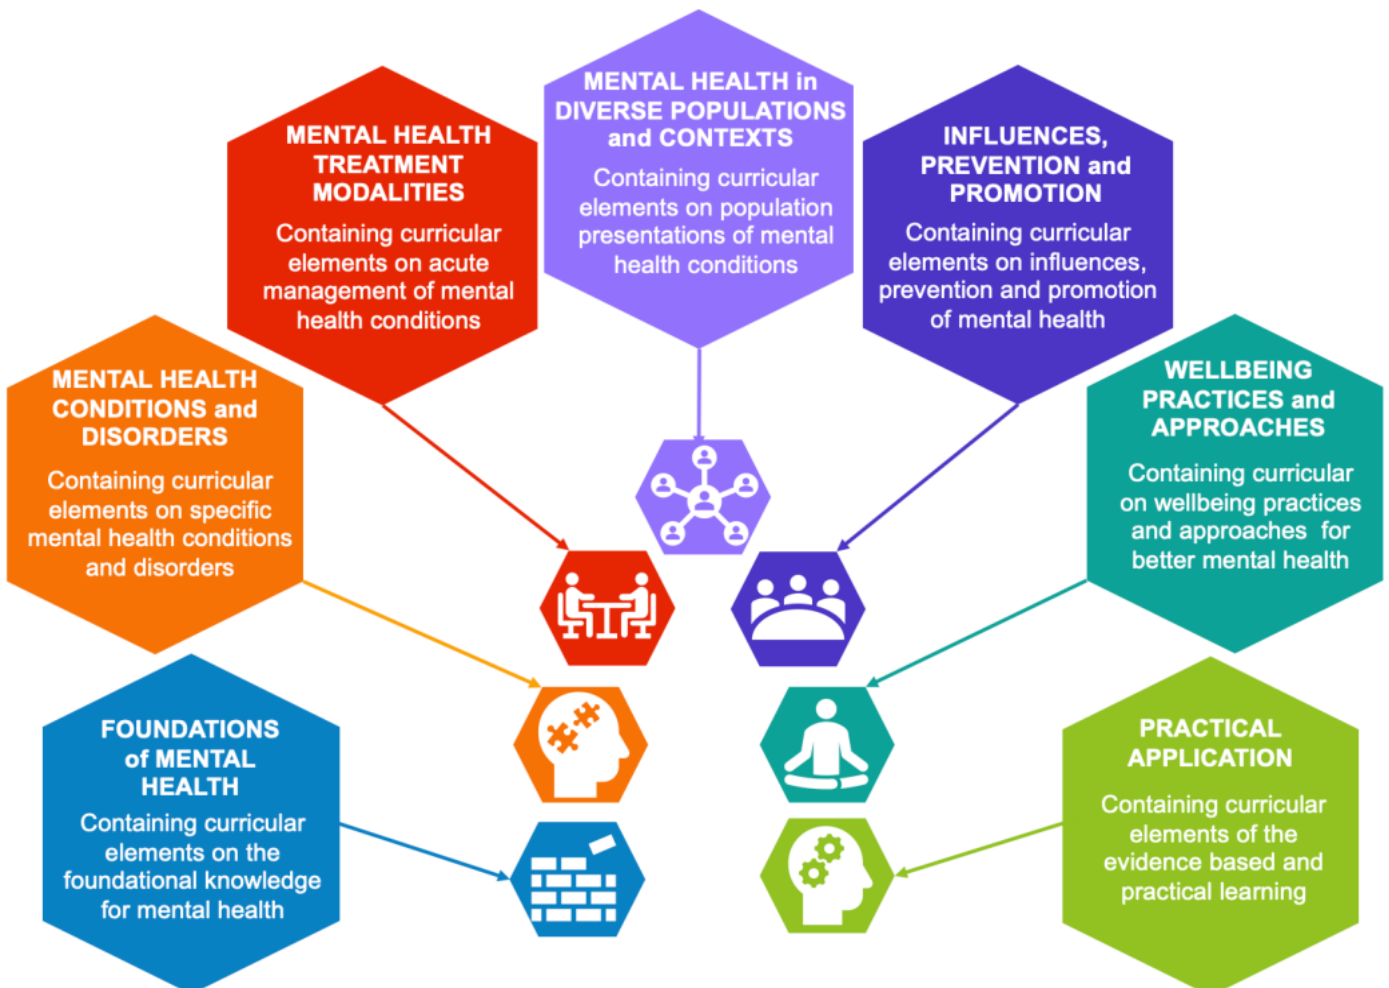 MENTAL HEALTH in
DIVERSE POPULATIONS
and CONTEXTS
Containing curricular
elements on population
presentations of mental
health conditions
MENTAL HEALTH
TREATMENT
MODALITIES
Containing curricular
elements on acute
management of mental
health conditions
INFLUENCES,
PREVENTION and
PROMOTION
Containing curricular
elements on influences,
prevention and promotion
of mental health
MENTAL HEALTH
CONDITIONS and
DISORDERS
Containing curricular
elements on specific
mental health conditions
and disorders
WELLBEING
PRACTICES and
APPROACHES
Containing curricular
on wellbeing practices
and approaches for
better mental health
FOUNDATIONS
of MENTAL
HEALTH
Containing curricular
elements on the
foundational knowledge
for mental health
PRACTICAL
APPLICATION
Containing curricular
elements of the
evidence based and
practical learning